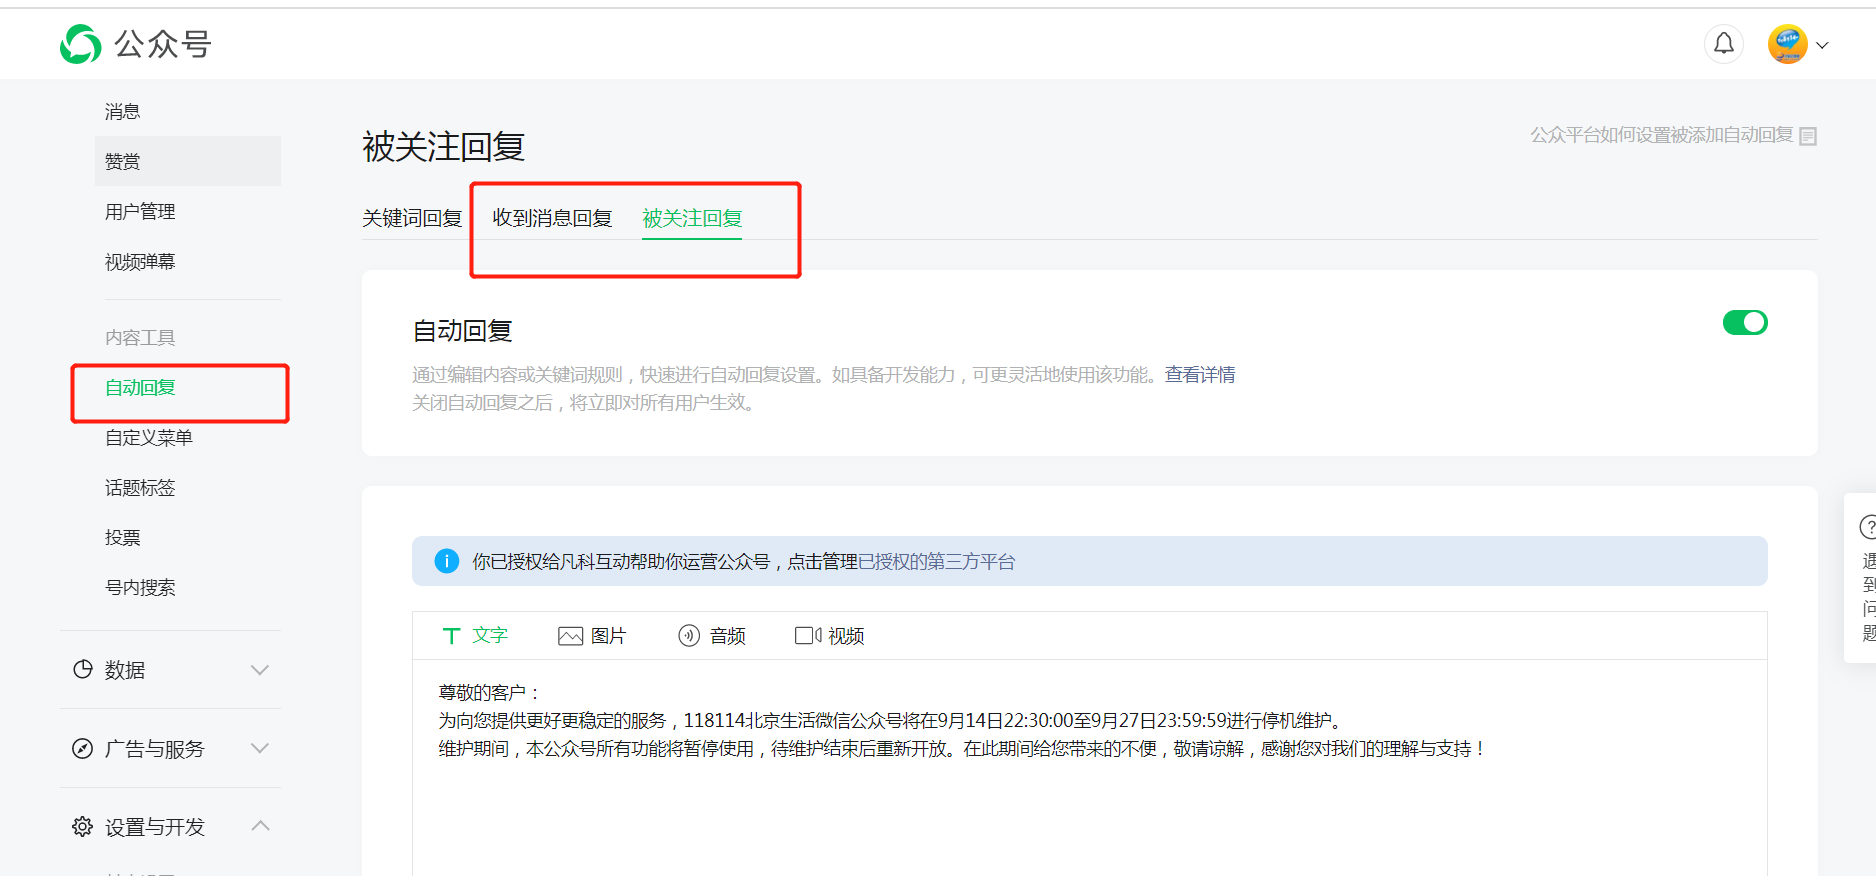 公众号
消息
赞赏
用户管理
视频弹幕
内容工具
自动回复
自定义菜单
话题标签
投票
号内搜索
数据
广告与服务
设置与开发
被关注回复
公众平台如何设置被添加自动回复
关键词回复 收到消息回复 被关注回复
自动回复
通过编辑内容或关键词规则，快速进行自动回复设置。如具备开发能力，可更灵活地使用该功能。查看详情
关闭自动回复之后，将立即对所有用户生效。
你已授权给凡科互动帮助你运营公众号，点击管理已授权的第三方平台
文字 图片 音频 视频
尊敬的客户：
为向您提供更好更稳定的服务，118114北京生活微信公众号将在9月14日22:30:00至9月27日23:59:59进行停机维护。
维护期间，本公众号所有功能将暂停使用，待维护结束后重新开放。在此期间给您带来的不便，敬请谅解，感谢您对我们的理解与支持！
遇
到
问
题